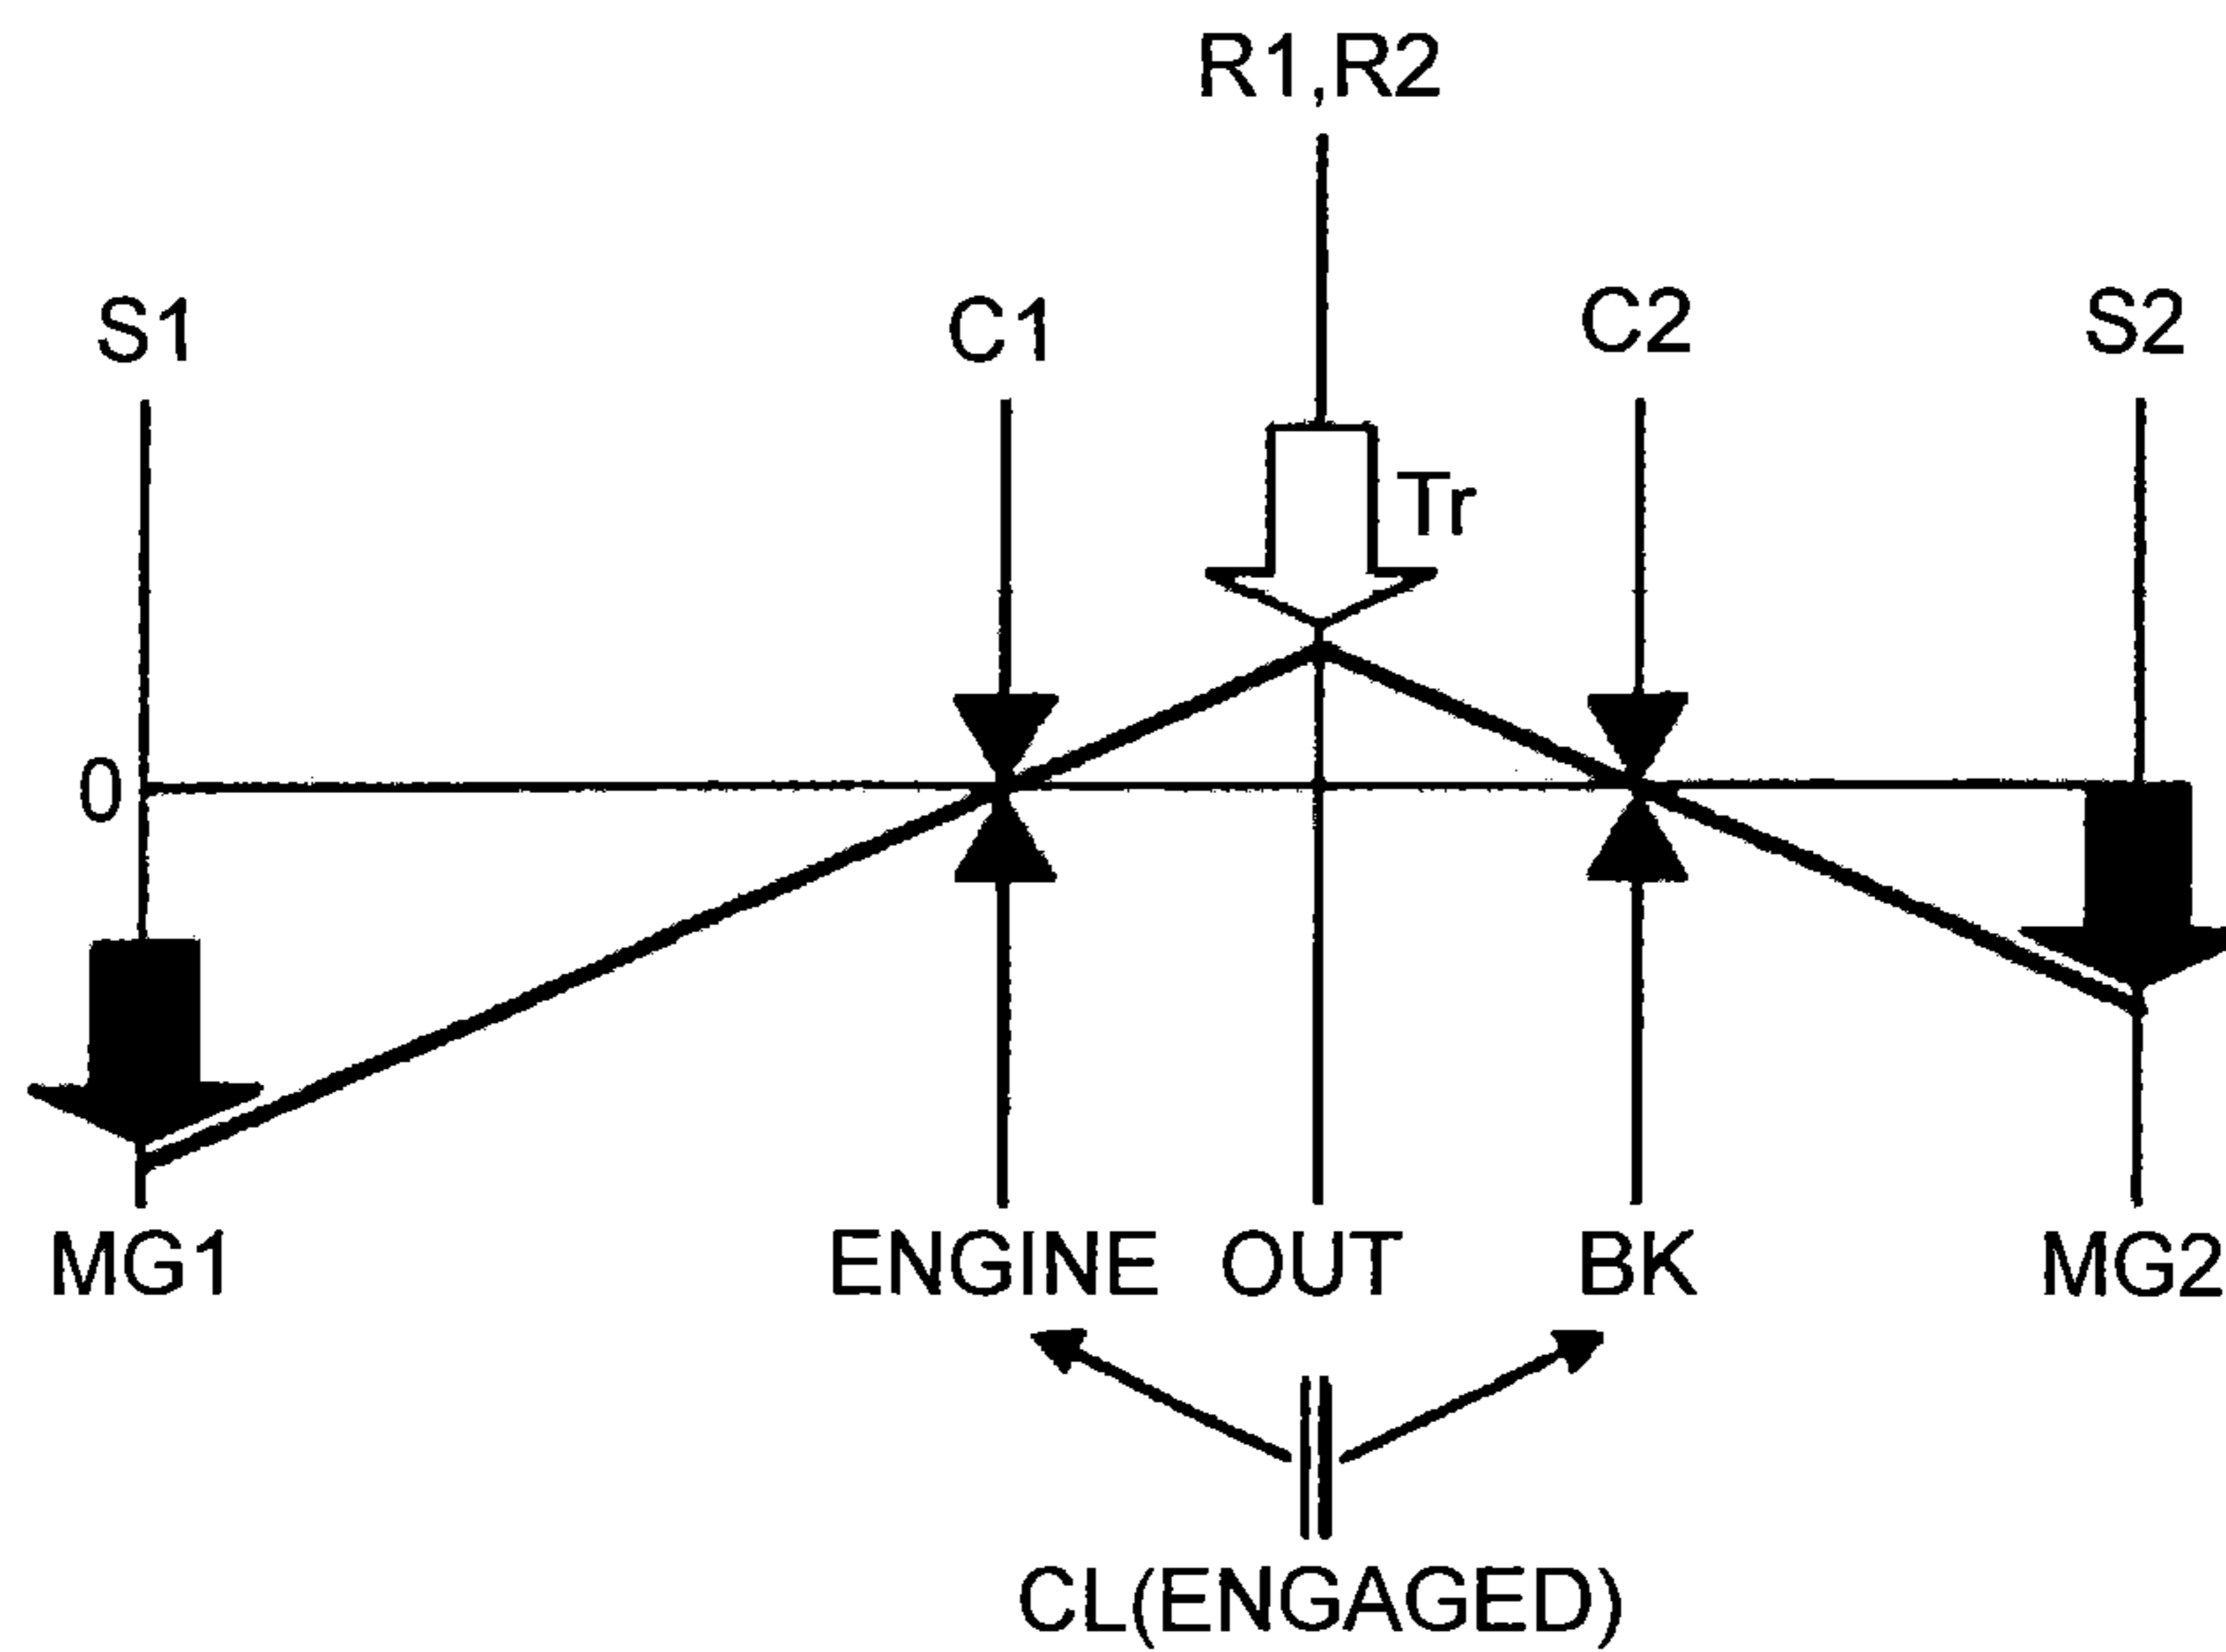 R1,R2
S1 C1 C2 S2
Tr
0
MG1 ENGINE OUT BK MG2
CL(ENGAGED)